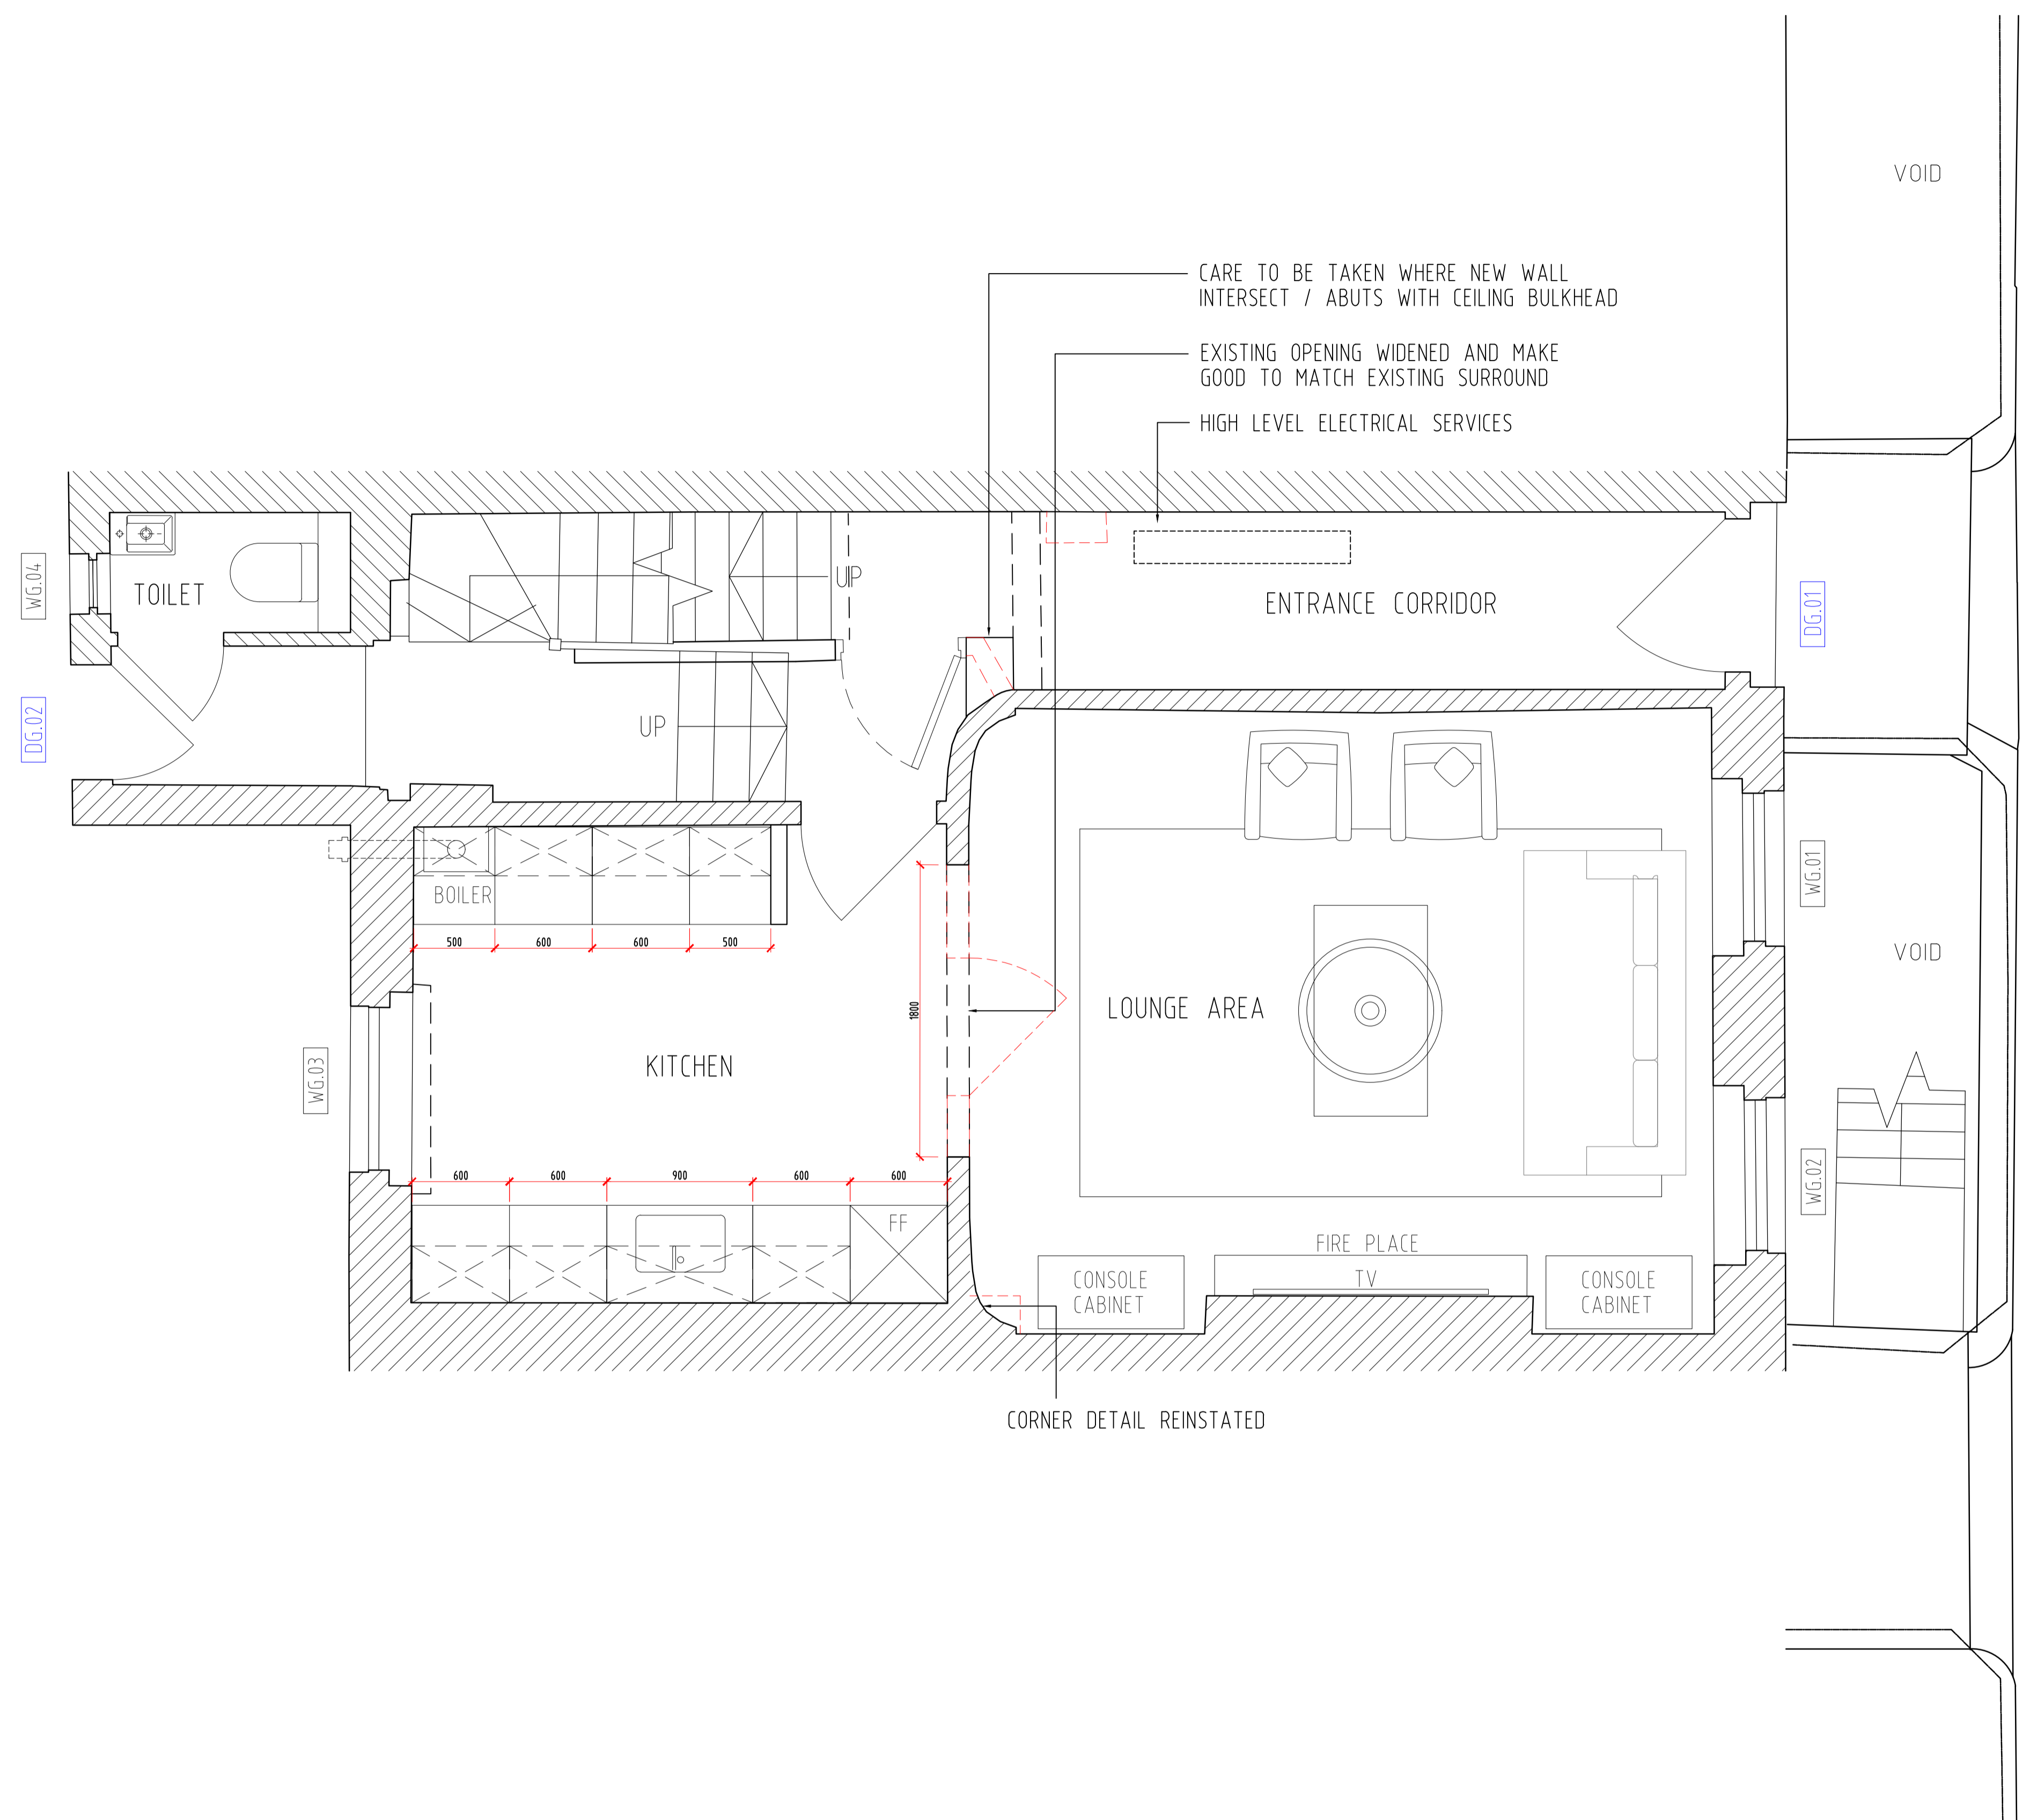 VOID
CARE TO BE TAKEN WHERE NEW WALL
INTERSECT / ABUTS WITH CEILING BULKHEAD
EXISTING OPENING WIDENED AND MAKE
GOOD TO MATCH EXISTING SURROUND
HIGH LEVEL ELECTRICAL SERVICES
WG.04
TOILET
UP
ENTRANCE CORRIDOR
DG.01
DG.02
UP
BOILER
500
600
600
500
WG.01
VOID
1800
LOUNGE AREA
KITCHEN
WG.03
600
600
900
600
600
WG.02
FF
FIRE PLACE
TV
CONSOLE
CABINET
CONSOLE
CABINET
CORNER DETAIL REINSTATED